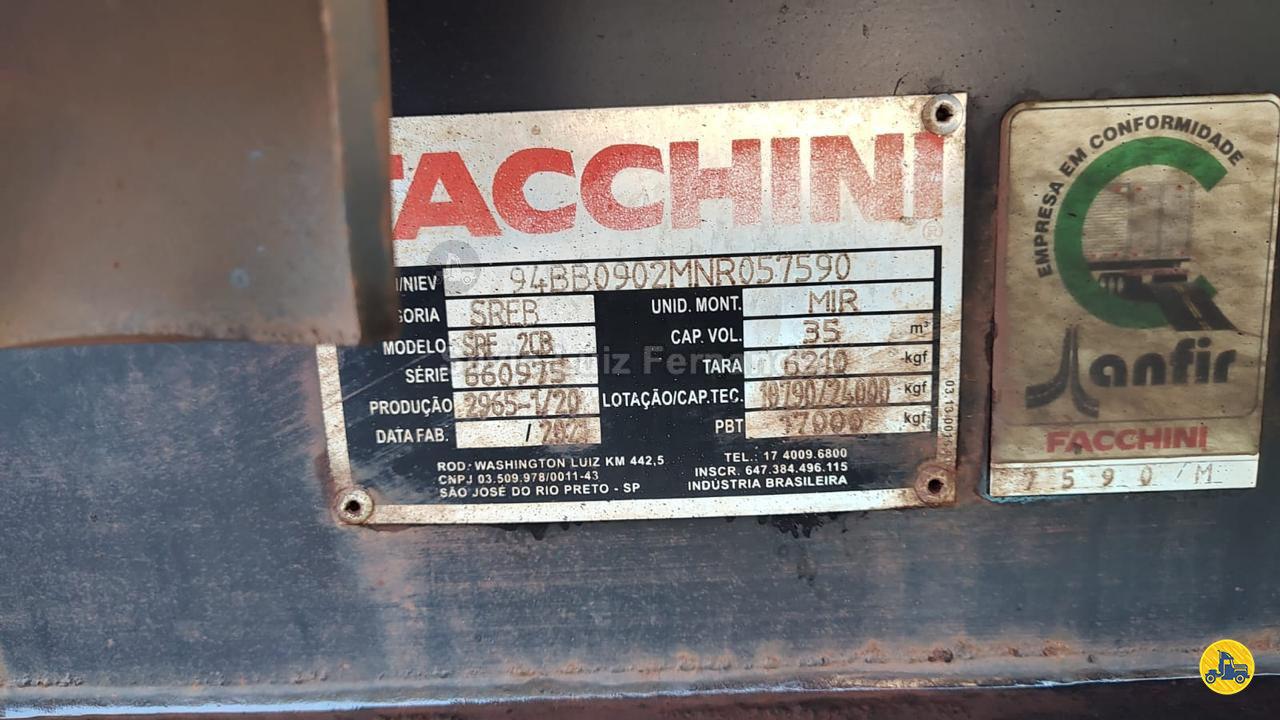 FACCHINI
®
/NIEV 94BB0902MNR057590
GORIA SREB UNID. MONT. MIR
MODELO SRF 2CB CAP. VOL. 35 m³
SÉRIE 660975 TARA 6210 kgf
PRODUÇÃO 2965-1/20 LOTAÇÃO/CAP.TEC. 10790/24000 kgf
DATA FAB. /2021 PBT 17000 kgf
ROD. WASHINGTON LUIZ KM 442,5 TEL.: 17 4009.6800
CNPJ 03.509.978/0011-43 INSCR. 647.384.496.115
SÃO JOSÉ DO RIO PRETO - SP INDÚSTRIA BRASILEIRA
EMPRESA EM CONFORMIDADE
anfir
FACCHINI
7590/M